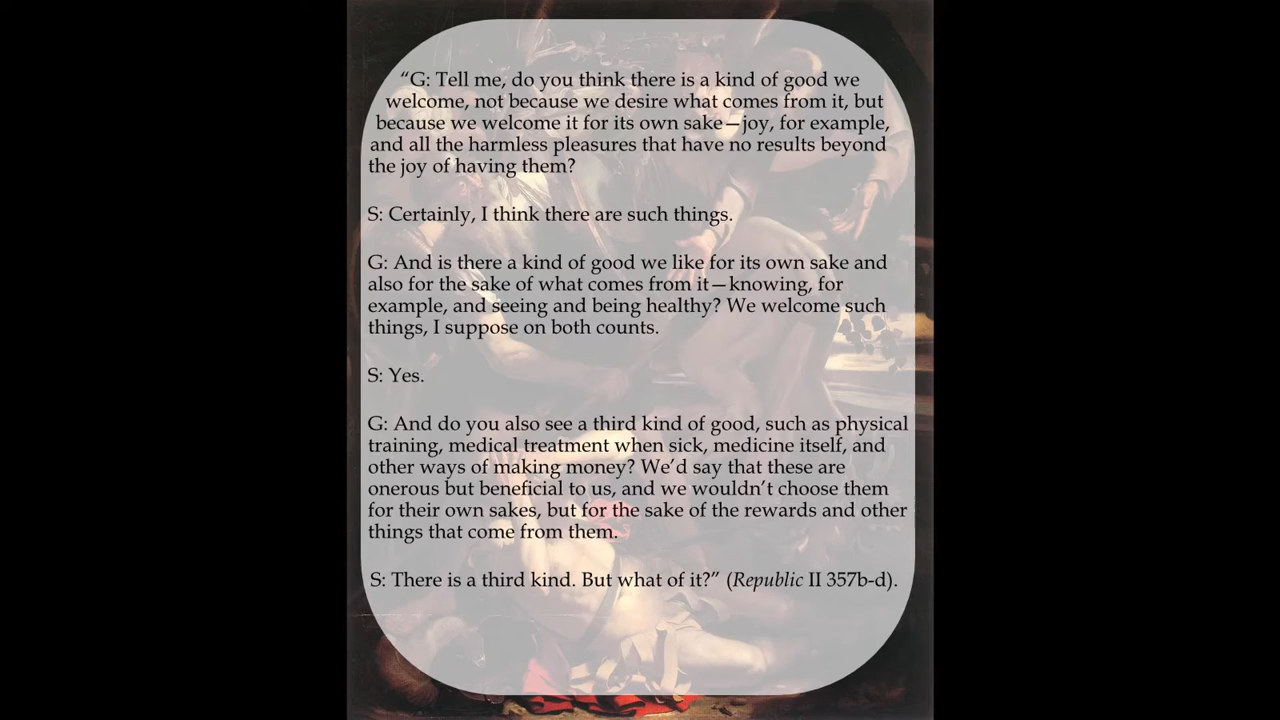 “G: Tell me, do you think there is a kind of good we
welcome, not because we desire what comes from it, but
because we welcome it for its own sake—joy, for example,
and all the harmless pleasures that have no results beyond
the joy of having them?
S: Certainly, I think there are such things.
G: And is there a kind of good we like for its own sake and
also for the sake of what comes from it—knowing, for
example, and seeing and being healthy? We welcome such
things, I suppose on both counts.
S: Yes.
G: And do you also see a third kind of good, such as physical
training, medical treatment when sick, medicine itself, and
other ways of making money? We’d say that these are
onerous but beneficial to us, and we wouldn’t choose them
for their own sakes, but for the sake of the rewards and other
things that come from them.
S: There is a third kind. But what of it?” (Republic II 357b-d).